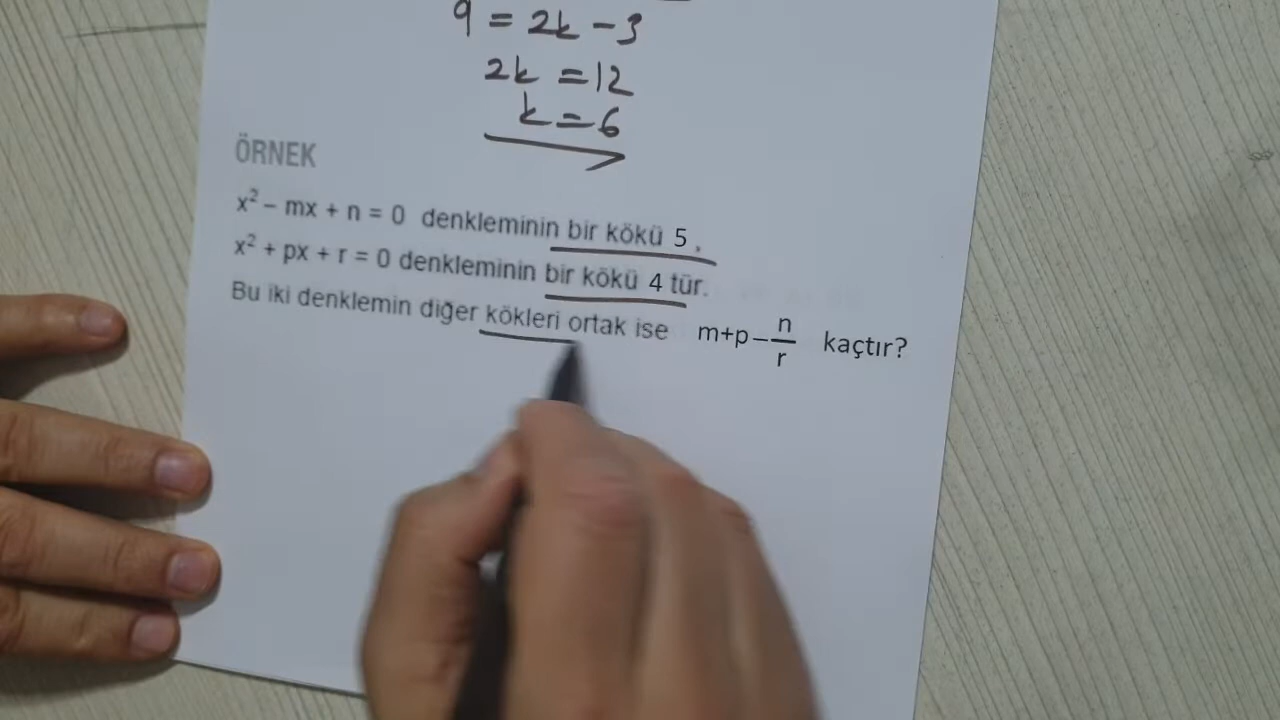 9 = 2k - 3
2k = 12
k = 6
ÖRNEK
x² – mx + n = 0 denkleminin bir kökü 5 ,
x² + px + r = 0 denkleminin bir kökü 4 tür.
Bu iki denklemin diğer kökleri ortak ise m+p–n/r kaçtır?